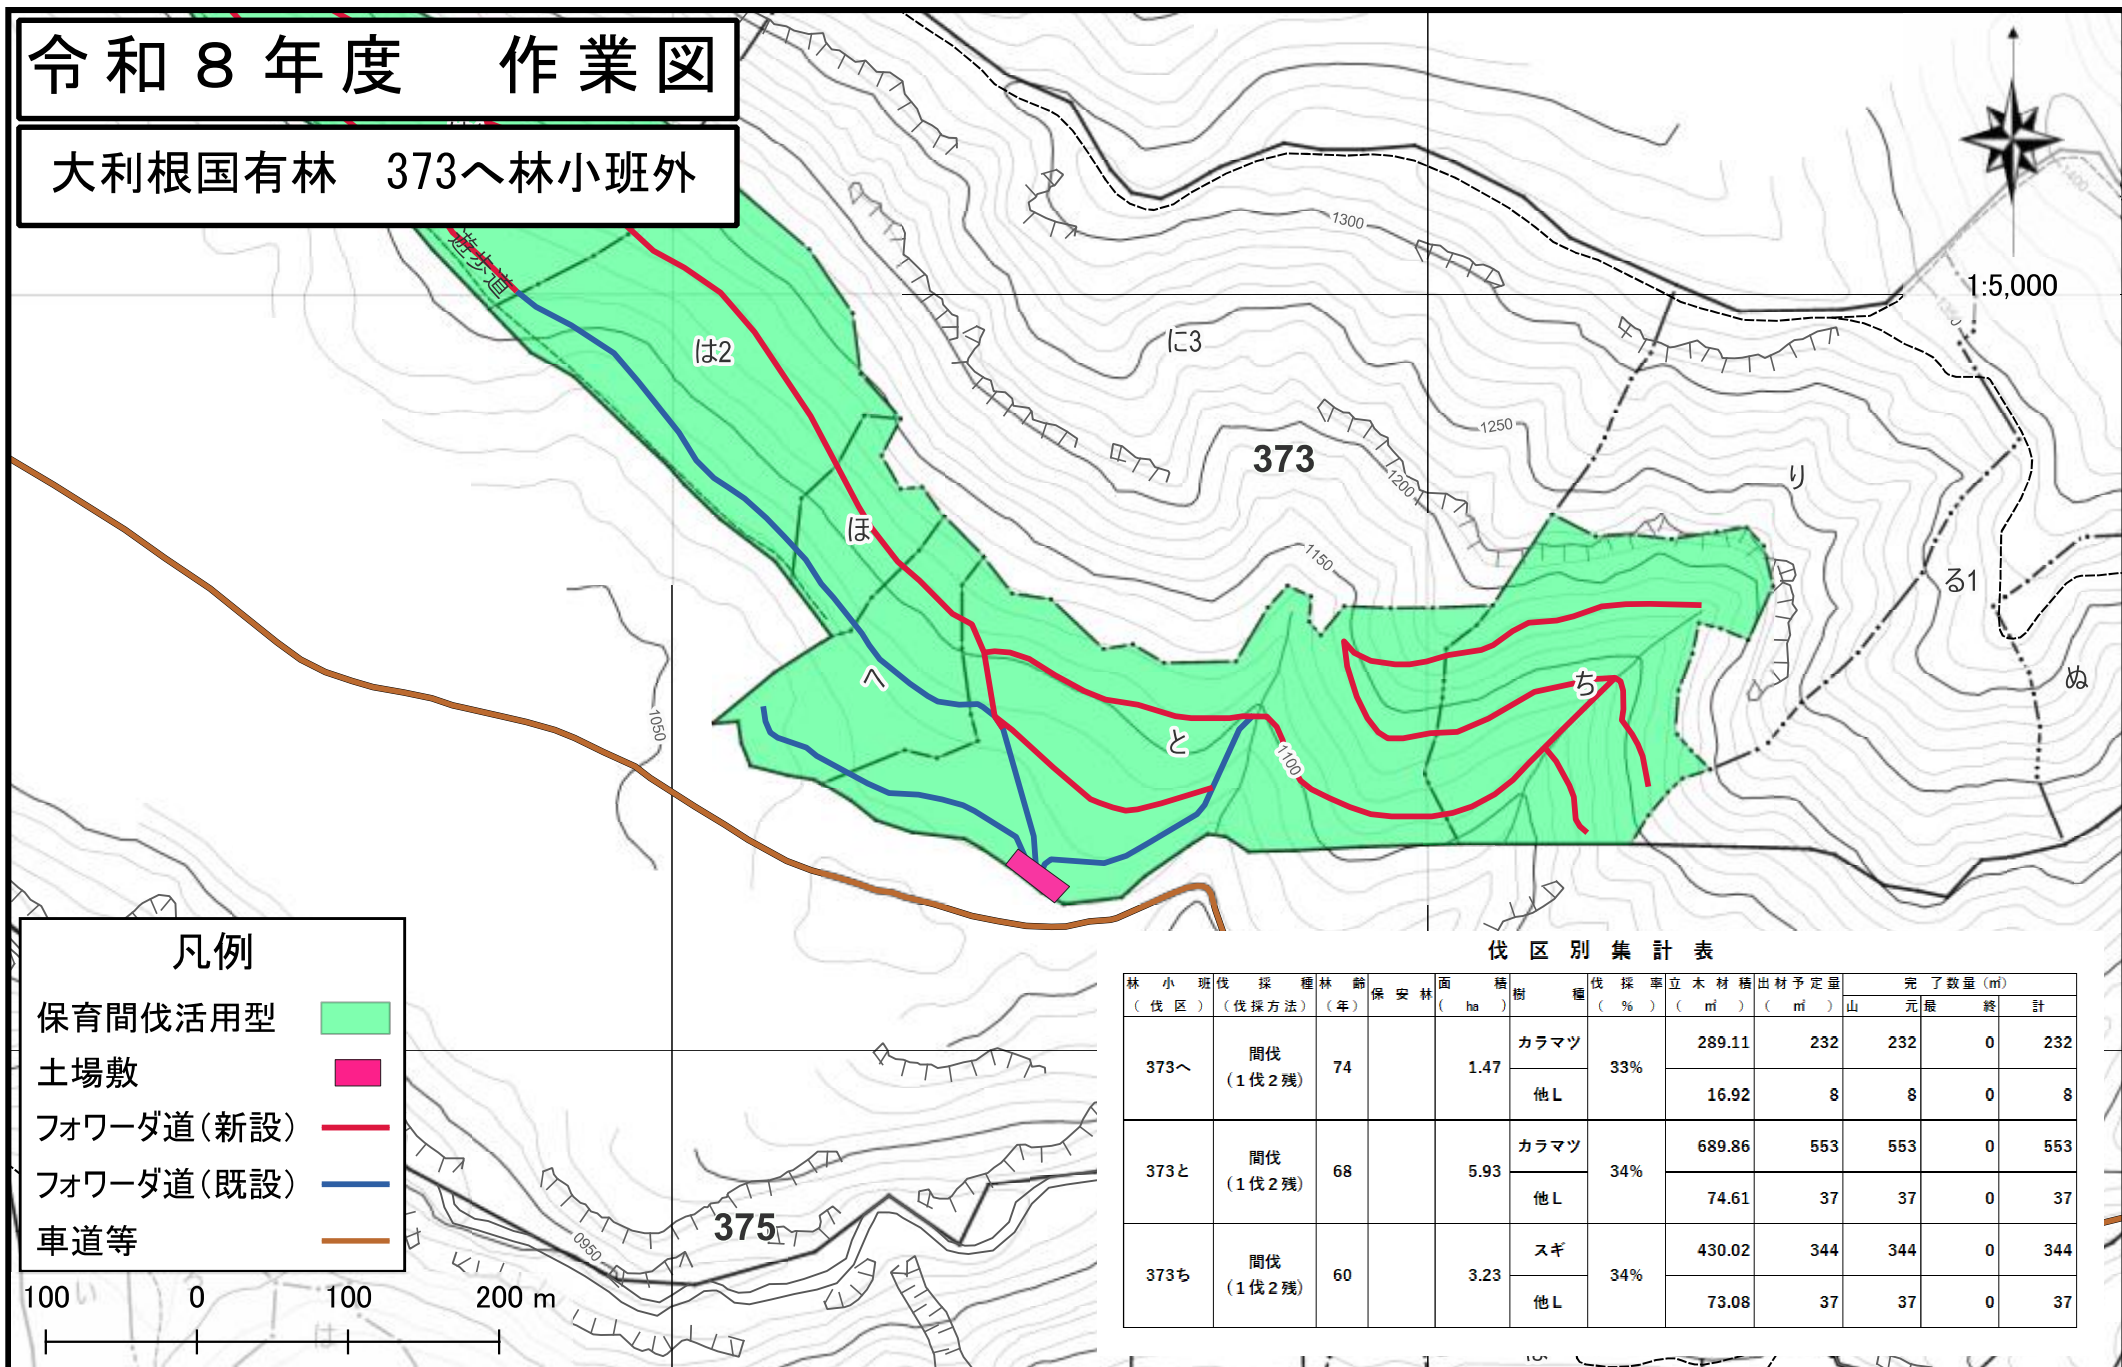 令和８年度　作業図
大利根国有林　373へ林小班外
遊歩道
1:5,000
1400
1300
は2
に3
1250
373
1200
り
ほ
1150
る1
へ
ち
ぬ
1050
と
1100
凡例
保育間伐活用型
土場敷
フォワーダ道(新設)
フォワーダ道(既設)
車道等
375
0950
100 0 100 200 m
い
は
伐区別集計表
林小班（伐区） 伐採種（伐採方法） 林齢（年） 保安林 面積（ha） 樹種 伐採率（%） 立木材積（㎥） 出材予定量（㎥） 完了数量（㎥）
山元 最終 計
373へ 間伐（１伐２残） 74 1.47 カラマツ 33% 289.11 232 232 0 232
他Ｌ 16.92 8 8 0 8
373と 間伐（１伐２残） 68 5.93 カラマツ 34% 689.86 553 553 0 553
他Ｌ 74.61 37 37 0 37
373ち 間伐（１伐２残） 60 3.23 スギ 34% 430.02 344 344 0 344
他Ｌ 73.08 37 37 0 37